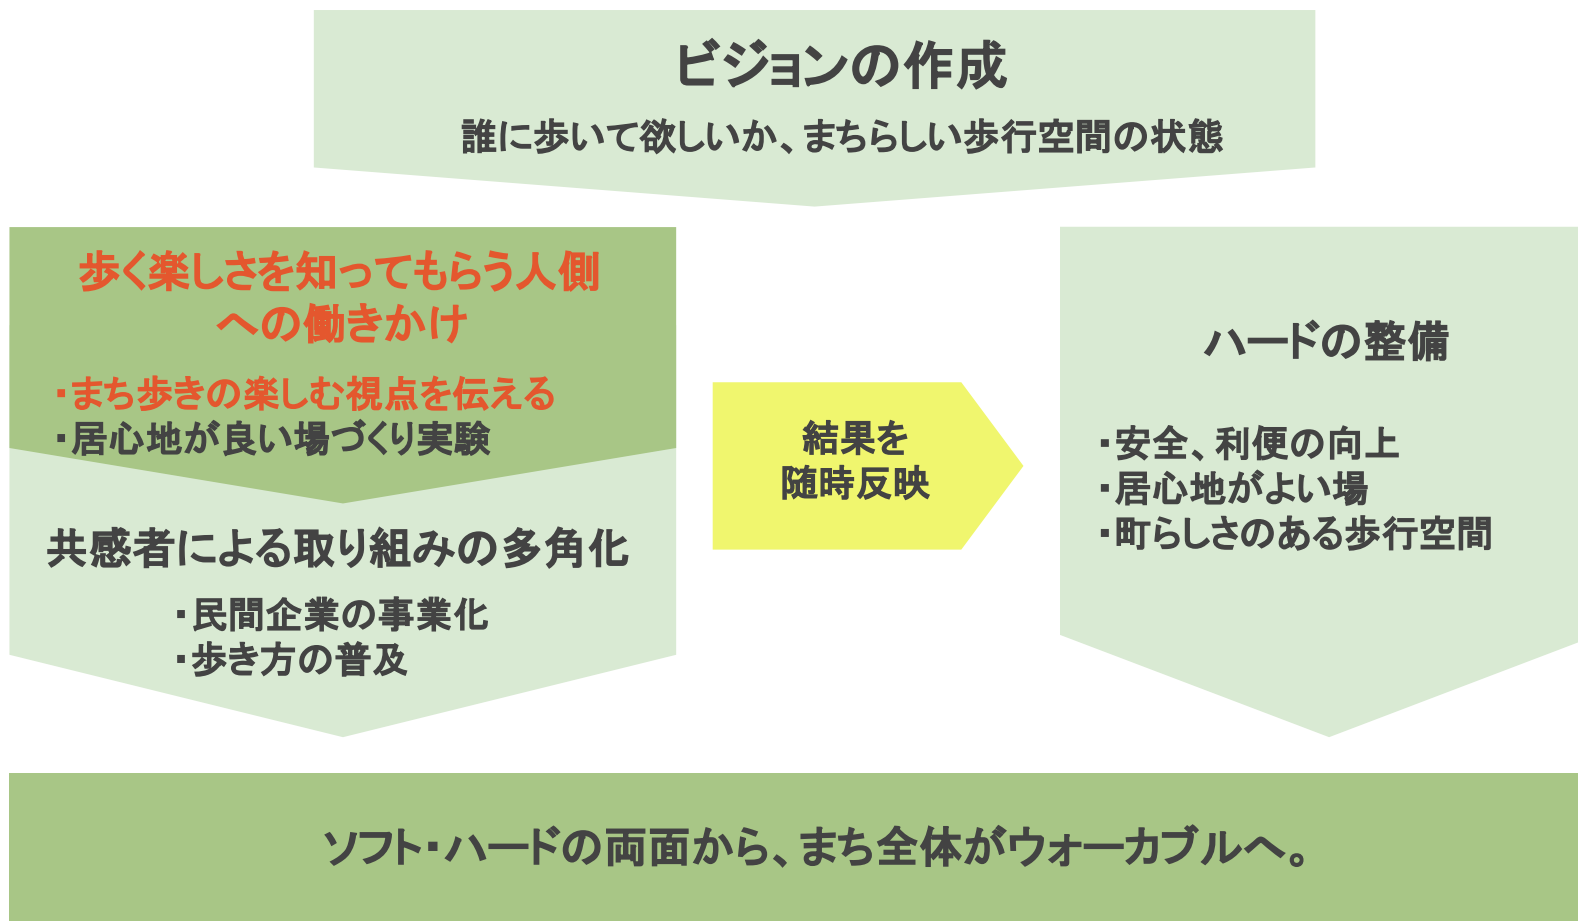 ビジョンの作成
誰に歩いて欲しいか、まちらしい歩行空間の状態
歩く楽しさを知ってもらう人側
への働きかけ
・まち歩きの楽しむ視点を伝える
・居心地が良い場づくり実験
共感者による取り組みの多角化
・民間企業の事業化
・歩き方の普及
結果を
随時反映
ハードの整備
・安全、利便の向上
・居心地がよい場
・町らしさのある歩行空間
ソフト・ハードの両面から、まち全体がウォーカブルへ。